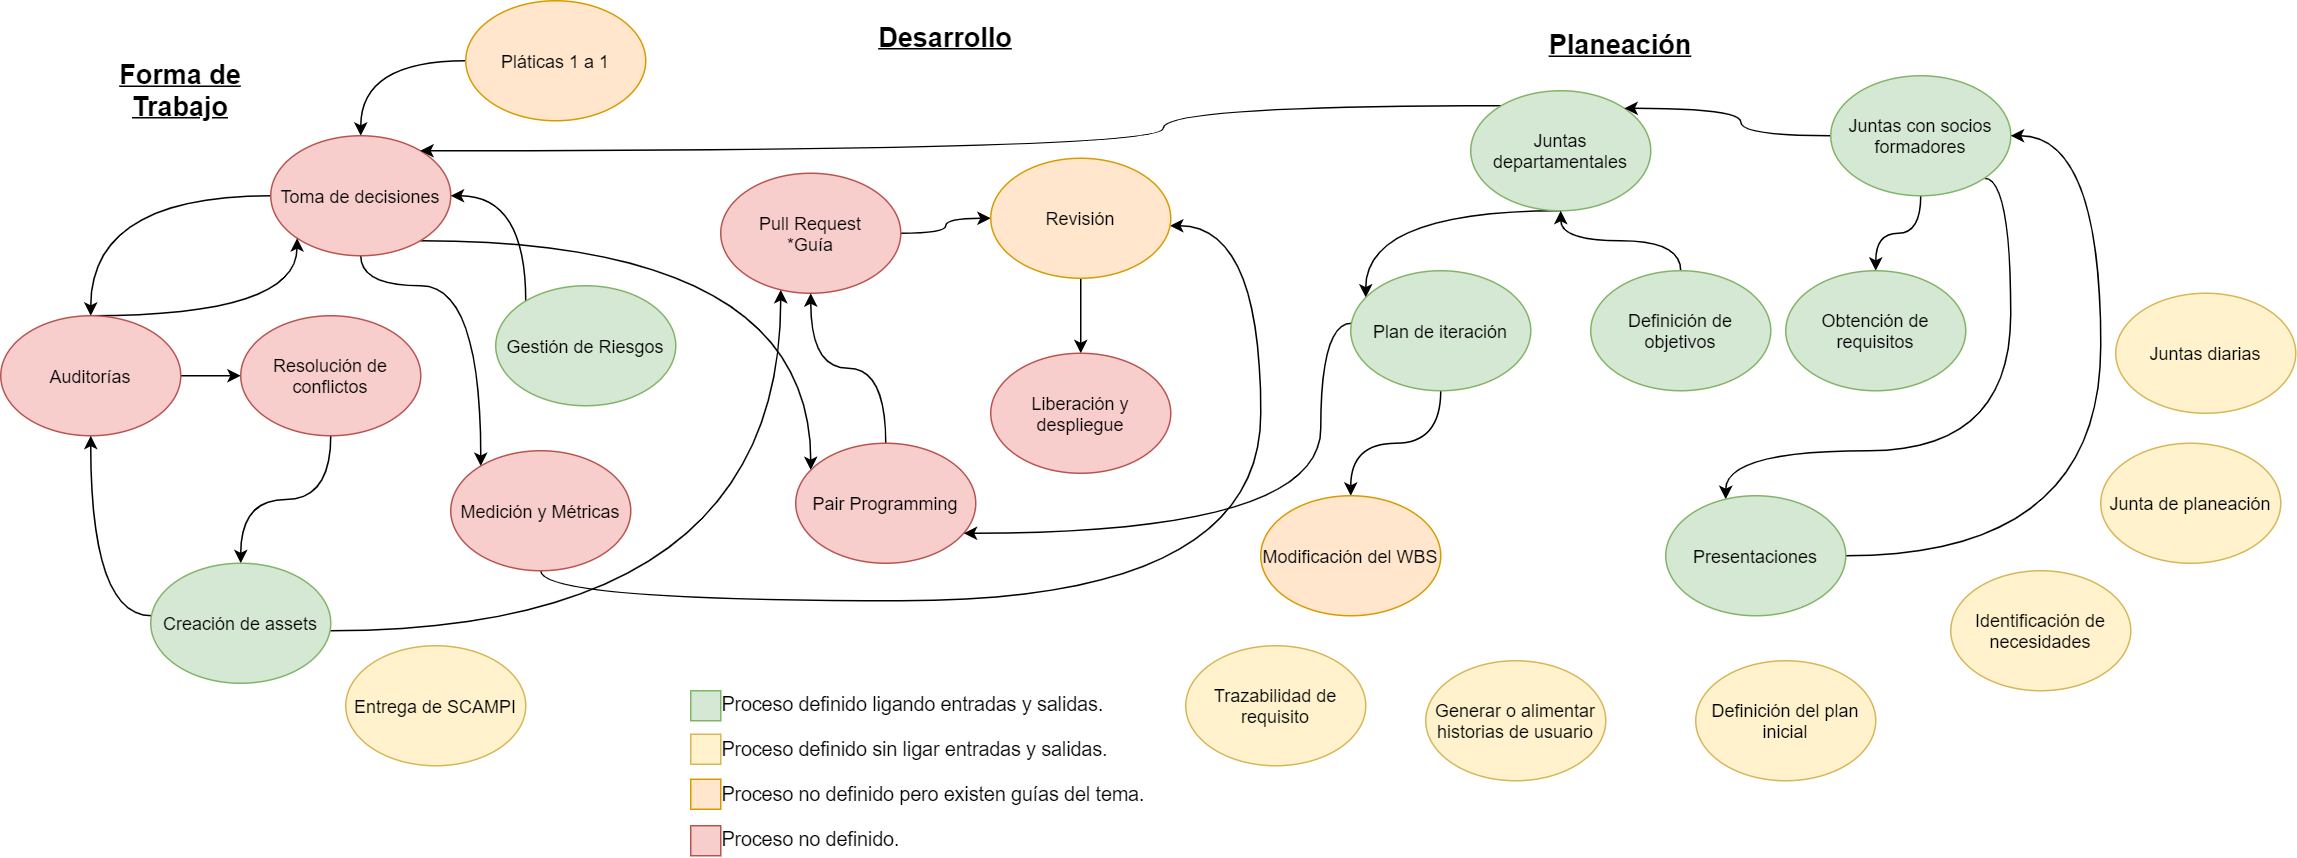 Forma de
Trabajo
Desarrollo
Planeación
Pláticas 1 a 1
Toma de decisiones
Gestión de Riesgos
Auditorías
Resolución de
conflictos
Medición y Métricas
Creación de assets
Entrega de SCAMPI
Pull Request
*Guía
Revisión
Liberación y
despliegue
Pair Programming
Juntas
departamentales
Juntas con socios
formadores
Plan de iteración
Definición de
objetivos
Obtención de
requisitos
Juntas diarias
Junta de planeación
Modificación del WBS
Presentaciones
Identificación de
necesidades
Trazabilidad de
requisito
Generar o alimentar
historias de usuario
Definición del plan
inicial
Proceso definido ligando entradas y salidas.
Proceso definido sin ligar entradas y salidas.
Proceso no definido pero existen guías del tema.
Proceso no definido.